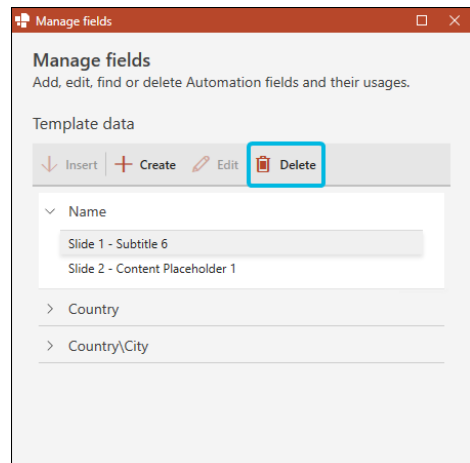 Manage fields
Manage fields
Add, edit, find or delete Automation fields and their usages.
Template data
Insert Create Edit Delete
Name
Slide 1 - Subtitle 6
Slide 2 - Content Placeholder 1
Country
Country\City